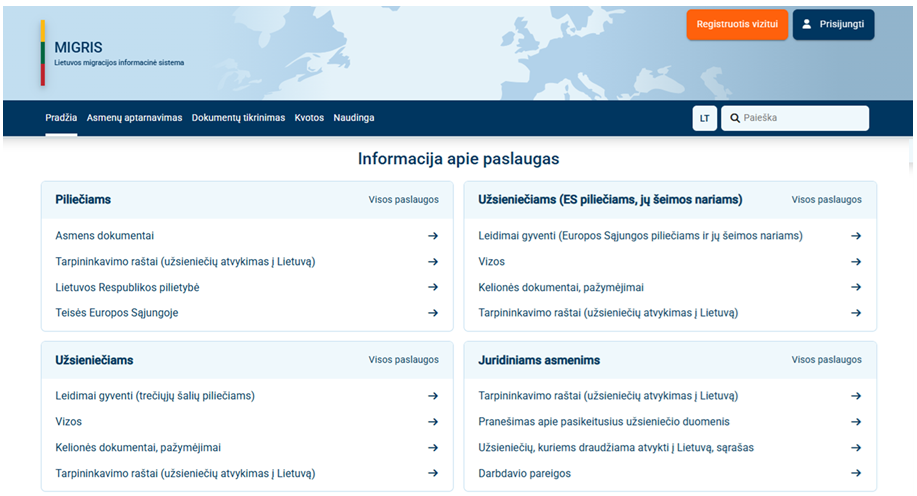 Registruotis vizitui
Prisijungti
MIGRIS
Lietuvos migracijos informacinė sistema
Pradžia Asmenų aptarnavimas Dokumentų tikrinimas Kvotos Naudinga
LT
Paieška
Informacija apie paslaugas
Piliečiams Visos paslaugos
Asmens dokumentai
Tarpininkavimo raštai (užsieniečių atvykimas į Lietuvą)
Lietuvos Respublikos pilietybė
Teisės Europos Sąjungoje
Užsieniečiams (ES piliečiams, jų šeimos nariams) Visos paslaugos
Leidimai gyventi (Europos Sąjungos piliečiams ir jų šeimos nariams)
Vizos
Kelionės dokumentai, pažymėjimai
Tarpininkavimo raštai (užsieniečių atvykimas į Lietuvą)
Užsieniečiams Visos paslaugos
Leidimai gyventi (trečiųjų šalių piliečiams)
Vizos
Kelionės dokumentai, pažymėjimai
Tarpininkavimo raštai (užsieniečių atvykimas į Lietuvą)
Juridiniams asmenims Visos paslaugos
Tarpininkavimo raštai (užsieniečių atvykimas į Lietuvą)
Pranešimas apie pasikeitusius užsieniečio duomenis
Užsieniečių, kuriems draudžiama atvykti į Lietuvą, sąrašas
Darbdavio pareigos